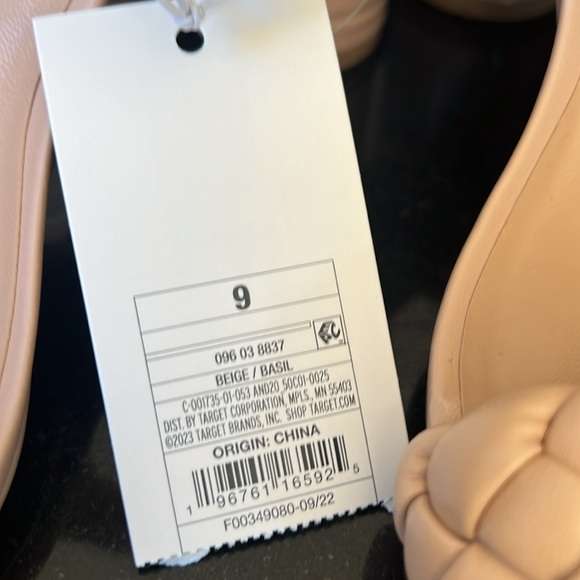 9
096 03 8837
BEIGE / BASIL
C-001735-01-053 AND20 50C01-0025
DIST. BY TARGET CORPORATION, MPLS., MN 55403
©2023 TARGET BRANDS, INC. SHOP TARGET.COM
ORIGIN: CHINA
1 96761 16592 5
F00349080-09/22